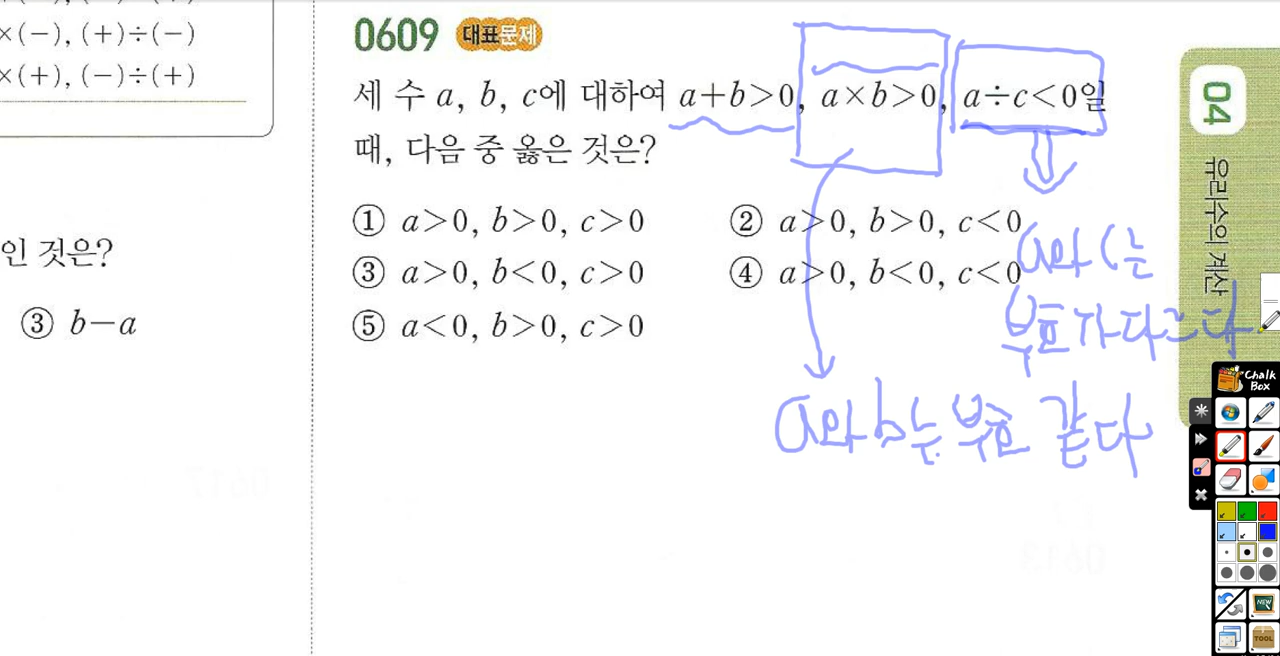 ×(−), (+)÷(−)
×(+), (−)÷(+)
인 것은?
③ b−a
0609 대표문제
세 수 a, b, c에 대하여 a+b>0, a×b>0, a÷c<0일
때, 다음 중 옳은 것은?
① a>0, b>0, c>0 ② a>0, b>0, c<0
③ a>0, b<0, c>0 ④ a>0, b<0, c<0
⑤ a<0, b>0, c>0
a와 c는
부호가 다르다
a와 b는 부호 같다
04
유리수의 계산
Chalk
Box
NEW
TOOL